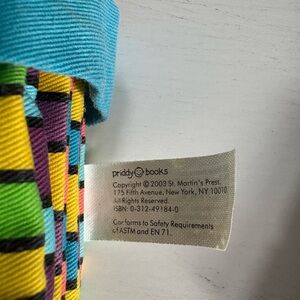 priddy books
Copyright © 2003 St. Martin's Press,
175 Fifth Avenue, New York, NY 10010
All Rights Reserved.
ISBN: 0-312-49184-0
Conforms to Safety Requirements
of ASTM and EN 71.